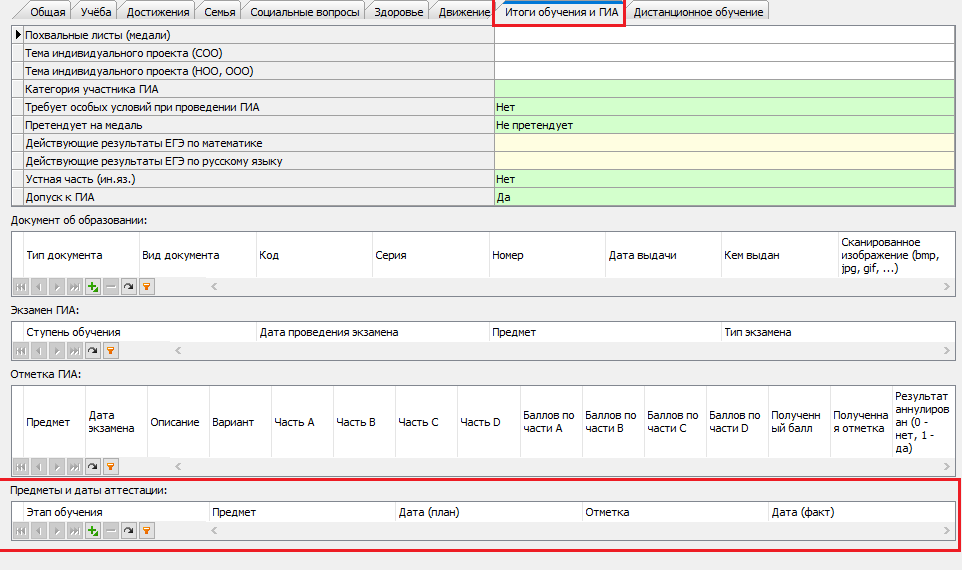 Общая Учёба Достижения Семья Социальные вопросы Здоровье Движение Итоги обучения и ГИА Дистанционное обучение
Похвальные листы (медали)
Тема индивидуального проекта (СОО)
Тема индивидуального проекта (НОО, ООО)
Категория участника ГИА
Требует особых условий при проведении ГИА Нет
Претендует на медаль Не претендует
Действующие результаты ЕГЭ по математике
Действующие результаты ЕГЭ по русскому языку
Устная часть (ин.яз.) Нет
Допуск к ГИА Да
Документ об образовании:
Тип документа Вид документа Код Серия Номер Дата выдачи Кем выдан Сканированное
изображение (bmp,
jpg, gif, ...)
Экзамен ГИА:
Ступень обучения Дата проведения экзамена Предмет Тип экзамена
Отметка ГИА:
Предмет Дата
экзамена Описание Вариант Часть A Часть B Часть C Часть D Баллов по
части A Баллов по
части B Баллов по
части C Баллов по
части D Полученн
ый балл Полученна
я отметка Результат
аннулиров
ан (0 -
нет, 1 -
да)
Предметы и даты аттестации:
Этап обучения Предмет Дата (план) Отметка Дата (факт)